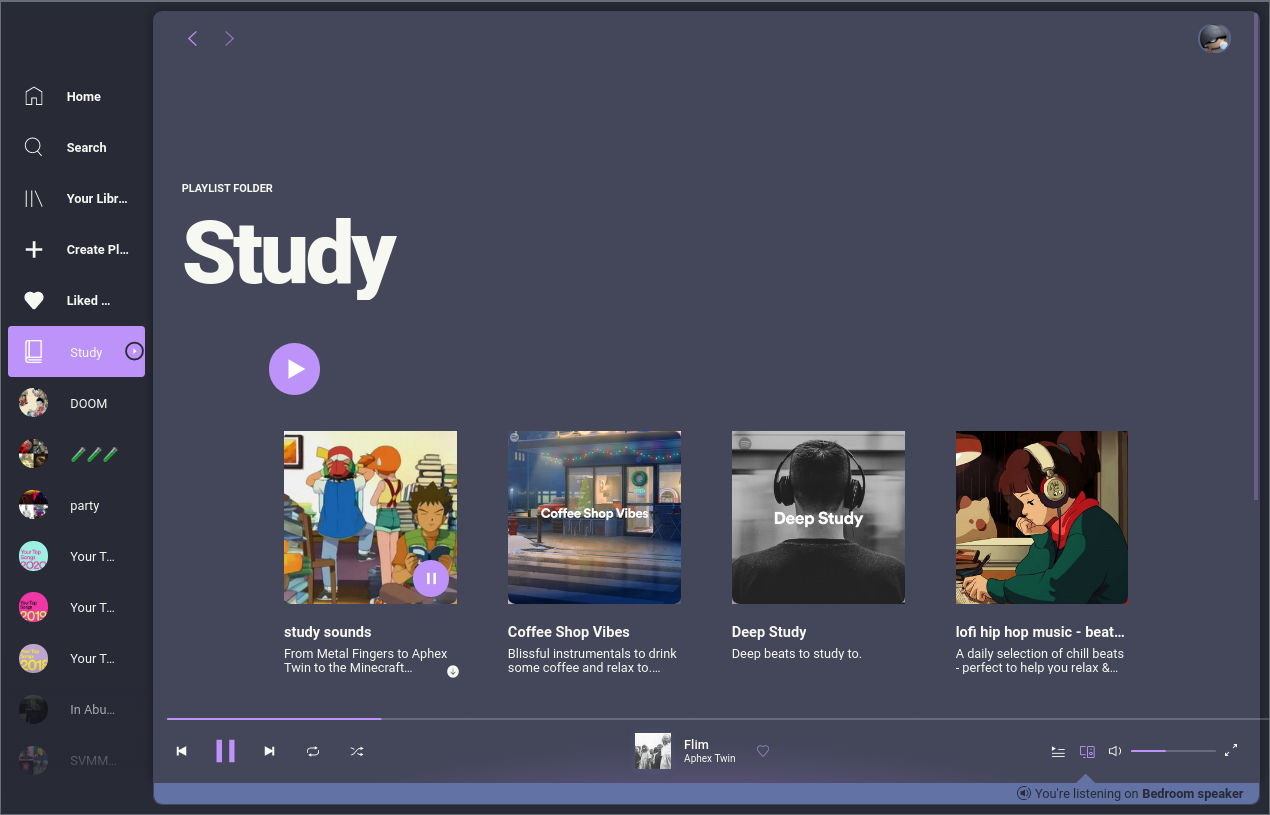 Home
Search
Your Libr...
Create Pl...
Liked ...
Study
DOOM
party
Your T...
Your T...
Your T...
In Abu...
SVMM...
PLAYLIST FOLDER
Study
Coffee Shop Vibes
Deep Study
study sounds
From Metal Fingers to Aphex
Twin to the Minecraft...
Coffee Shop Vibes
Blissful instrumentals to drink
some coffee and relax to....
Deep Study
Deep beats to study to.
lofi hip hop music - beat...
A daily selection of chill beats
- perfect to help you relax &...
Flim
Aphex Twin
You're listening on Bedroom speaker